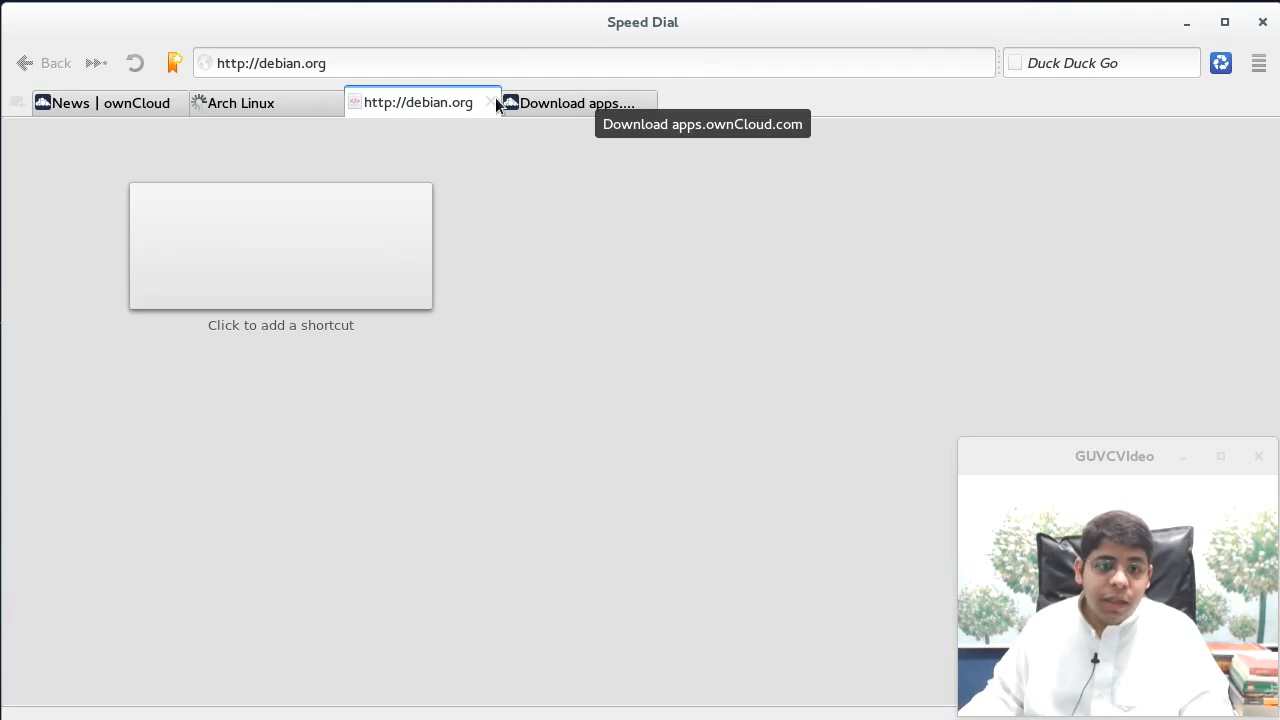 Speed Dial
Back
http://debian.org
Duck Duck Go
News | ownCloud
Arch Linux
http://debian.org
Download apps....
Download apps.ownCloud.com
Click to add a shortcut
GUVCVIdeo